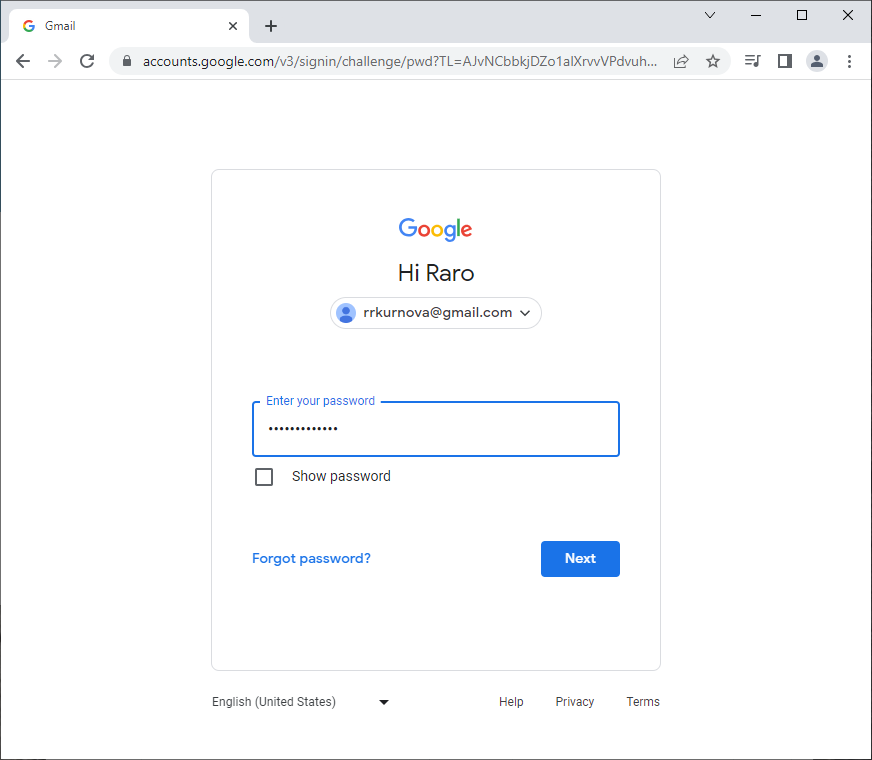 Gmail
accounts.google.com/v3/signin/challenge/pwd?TL=AJvNCbbkjDZo1alXrvvVPdvuh...
Google
Hi Raro
rrkurnova@gmail.com
Enter your password
•••••••••••••
Show password
Forgot password?
Next
English (United States)
Help Privacy Terms